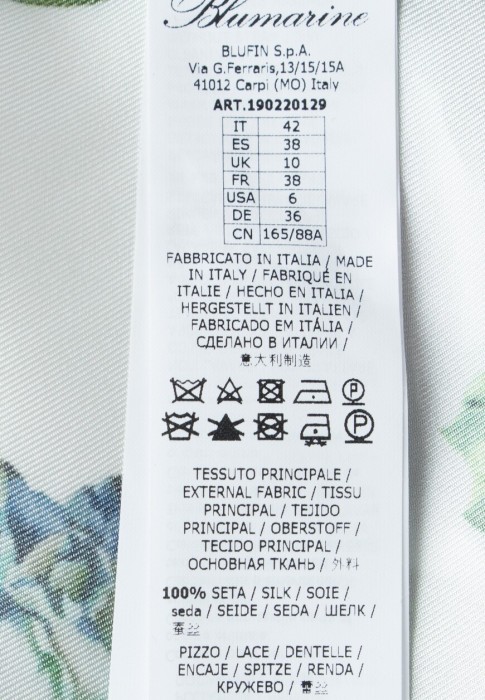 Blumarine
BLUFIN S.p.A.
Via G.Ferraris,13/15/15A
41012 Carpi (MO) Italy
ART.190220129
IT 42
ES 38
UK 10
FR 38
USA 6
DE 36
CN 165/88A
FABBRICATO IN ITALIA / MADE
IN ITALY / FABRIQUÉ EN
ITALIE / HECHO EN ITALIA /
HERGESTELLT IN ITALIEN /
FABRICADO EM ITÁLIA /
СДЕЛАНО В ИТАЛИИ /
意大利制造
P
P
TESSUTO PRINCIPALE /
EXTERNAL FABRIC / TISSU
PRINCIPAL / TEJIDO
PRINCIPAL / OBERSTOFF /
TECIDO PRINCIPAL /
ОСНОВНАЯ ТКАНЬ / 外料
100% SETA / SILK / SOIE /
seda / SEIDE / SEDA / ШЕЛК /
蚕丝
PIZZO / LACE / DENTELLE /
ENCAJE / SPITZE / RENDA /
КРУЖЕВО /